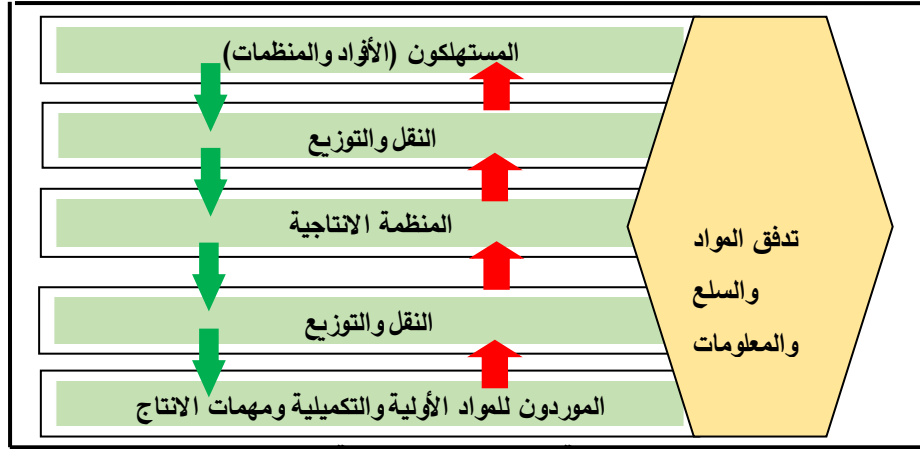 المستهلكون (الأفراد والمنظمات)
النقل والتوزيع
المنظمة الانتاجية
النقل والتوزيع
الموردون للمواد الأولية والتكميلية ومهمات الانتاج
تدفق المواد
والسلع
والمعلومات